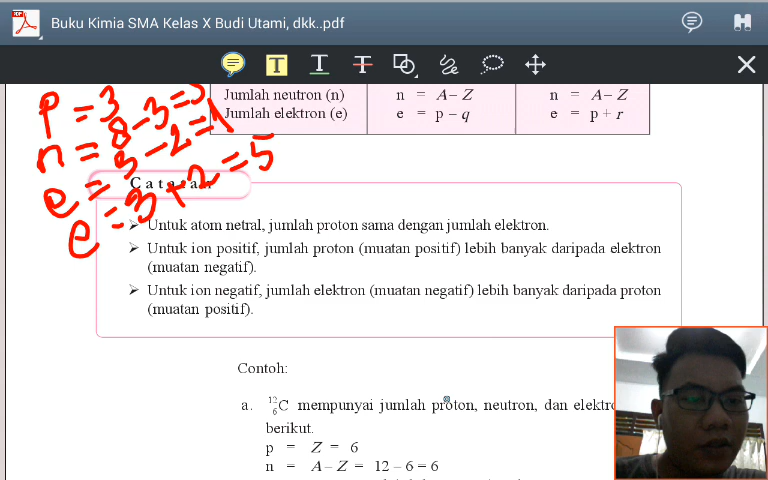 Buku Kimia SMA Kelas X Budi Utami, dkk..pdf
T T T
p = 3
n = 8 - 3 = 5
e = 3 - 2 = 1
e = 3 + 2 = 5
Jumlah neutron (n) n = A – Z n = A – Z
Jumlah elektron (e) e = p – q e = p + r
Catatan
➤ Untuk atom netral, jumlah proton sama dengan jumlah elektron.
➤ Untuk ion positif, jumlah proton (muatan positif) lebih banyak daripada elektron
(muatan negatif).
➤ Untuk ion negatif, jumlah elektron (muatan negatif) lebih banyak daripada proton
(muatan positif).
Contoh:
a. ¹²₆C mempunyai jumlah proton, neutron, dan elektro
berikut.
p = Z = 6
n = A – Z = 12 – 6 = 6